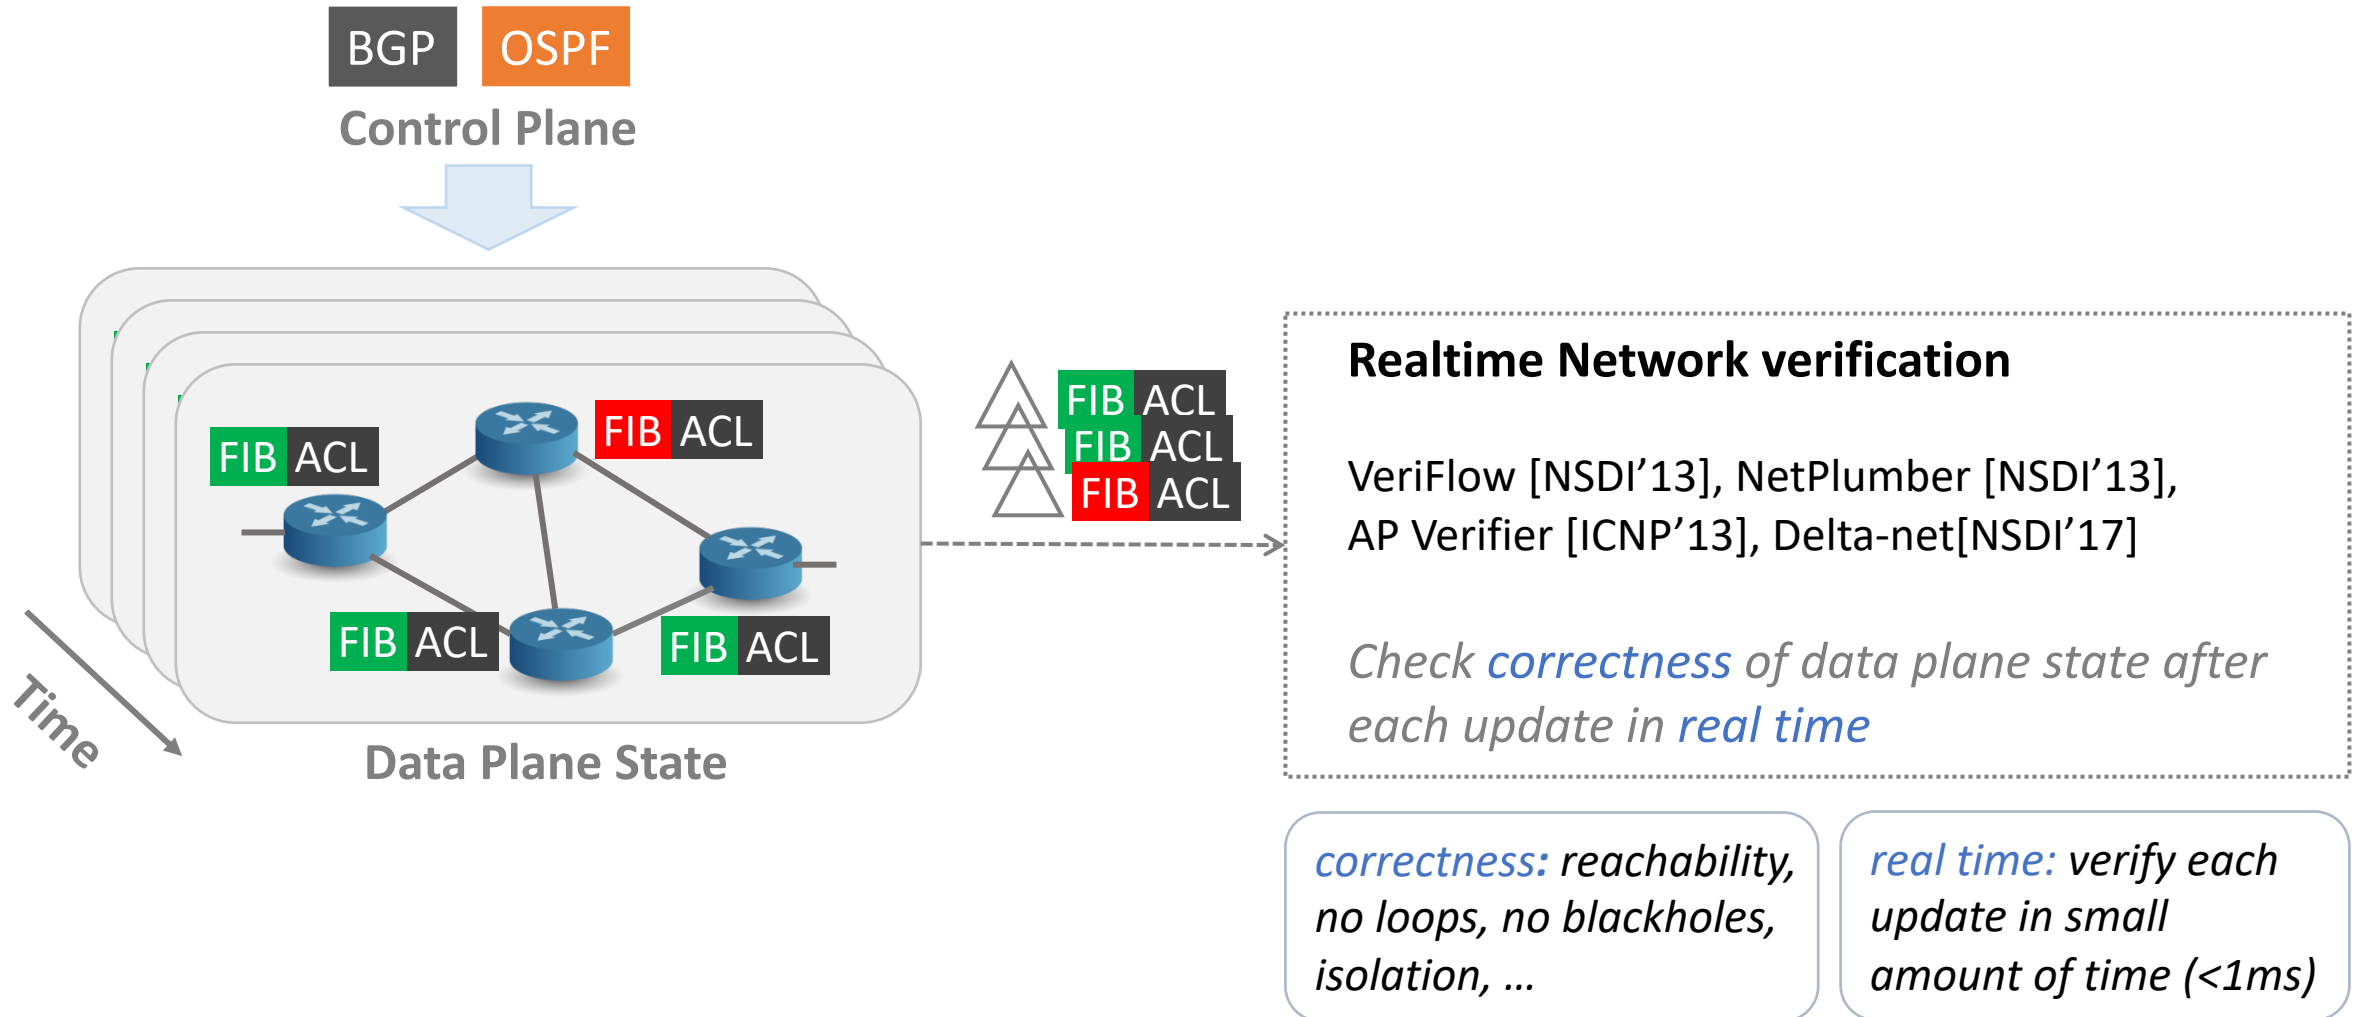 BGP OSPF
Control Plane
FIB ACL
FIB ACL
FIB ACL
FIB ACL
Time
Data Plane State
FIB ACL
FIB ACL
FIB ACL
Realtime Network verification
VeriFlow [NSDI’13], NetPlumber [NSDI’13],
AP Verifier [ICNP’13], Delta-net[NSDI’17]
Check correctness of data plane state after
each update in real time
correctness: reachability,
no loops, no blackholes,
isolation, …
real time: verify each
update in small
amount of time (<1ms)